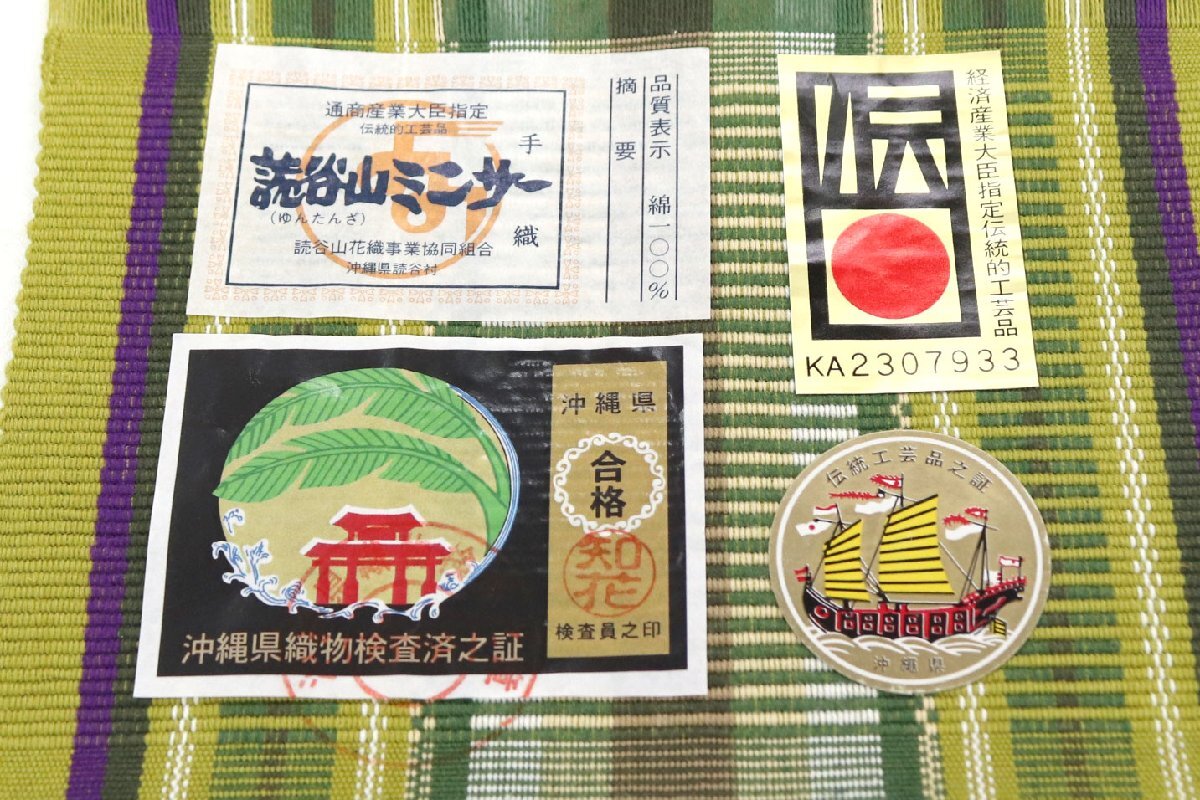 通商産業大臣指定
伝統的工芸品
読谷山ミンサー
(ゆんたんざ)
手織
読谷山花織事業協同組合
沖縄県読谷村
品質表示 綿一〇〇%
摘要
伝
経済産業大臣指定伝統的工芸品
KA2307933
沖縄県
合格
知花
検査員之印
沖縄県織物検査済之証
伝統工芸品之証
沖縄県